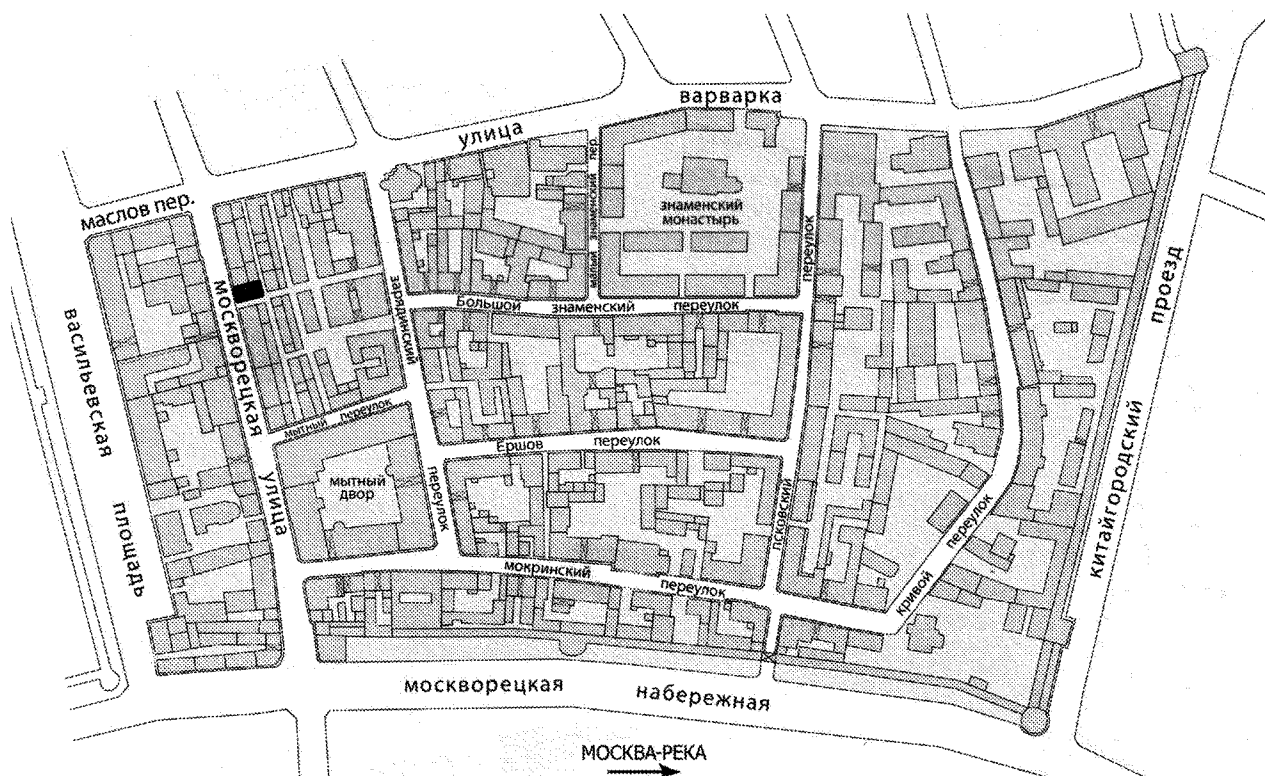 варварка
улица
маслов пер.
малый знаменский пер.
знаменский
монастырь
переулок
проезд
москворецкая
зарядинский
Большой знаменский переулок
васильевская
мытный переулок
Ершов переулок
китайгородский
улица
мытный
двор
переулок
псковский
переулок
площадь
мокринский переулок
кривой
москворецкая набережная
МОСКВА-РЕКА